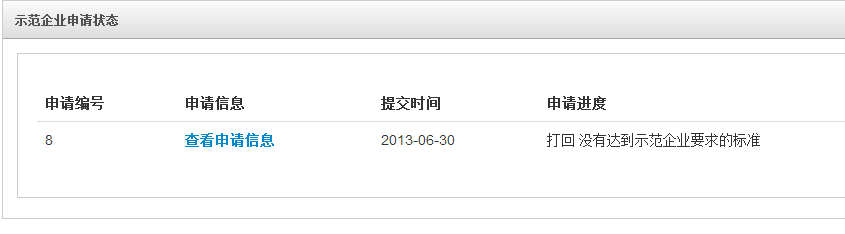 示范企业申请状态
申请编号 申请信息 提交时间 申请进度
8 查看申请信息 2013-06-30 打回 没有达到示范企业要求的标准